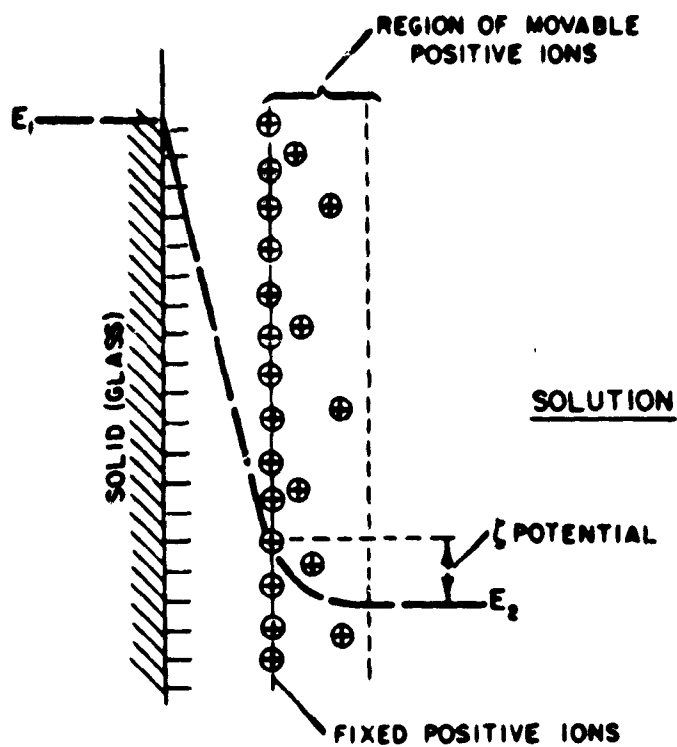 REGION OF MOVABLE
POSITIVE IONS
E₁
SOLID (GLASS)
SOLUTION
ζ POTENTIAL
E₂
FIXED POSITIVE IONS